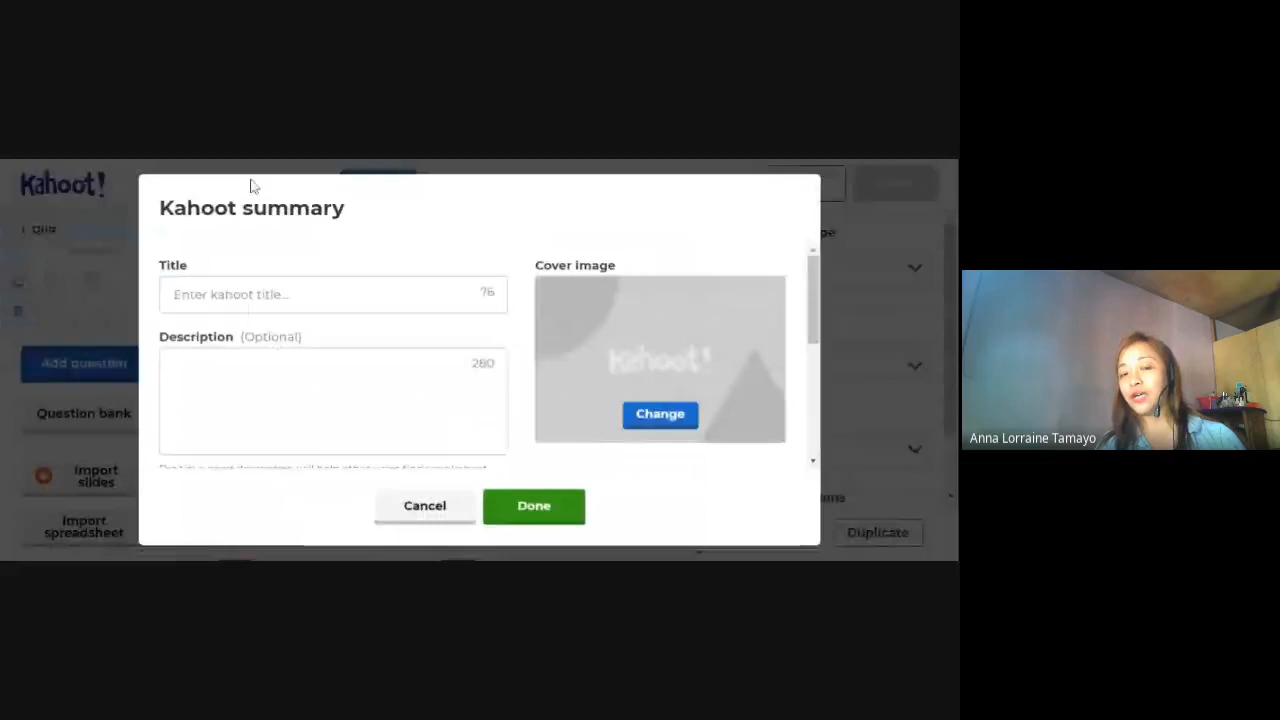 Kahoot!
Kahoot summary
Title
Cover image
Enter kahoot title...
76
Description (Optional)
280
Kahoot!
Change
Cancel
Done
Add question
Question bank
Import
slides
Import
spreadsheet
Duplicate
Anna Lorraine Tamayo